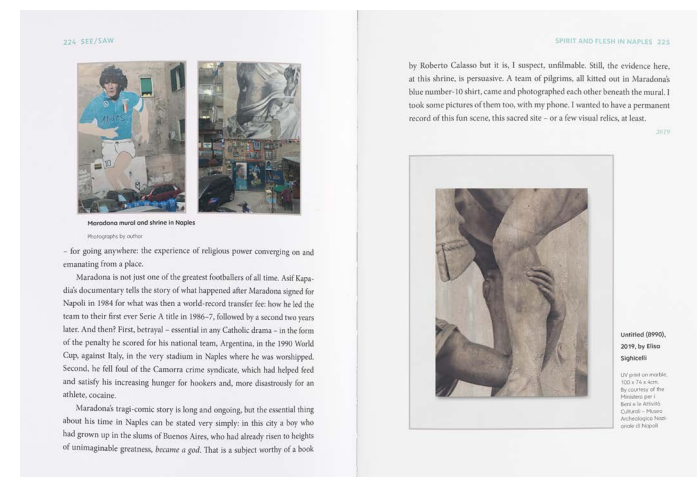 224 SEE/SAW
Maradona mural and shrine in Naples
Photographs by author
– for going anywhere: the experience of religious power converging on and
emanating from a place.
Maradona is not just one of the greatest footballers of all time. Asif Kapa-
dia's documentary tells the story of what happened after Maradona signed for
Napoli in 1984 for what was then a world-record transfer fee: how he led the
team to their first ever Serie A title in 1986–7, followed by a second two years
later. And then? First, betrayal – essential in any Catholic drama – in the form
of the penalty he scored for his national team, Argentina, in the 1990 World
Cup, against Italy, in the very stadium in Naples where he was worshipped.
Second, he fell foul of the Camorra crime syndicate, which had helped feed
and satisfy his increasing hunger for hookers and, more disastrously for an
athlete, cocaine.
Maradona's tragi-comic story is long and ongoing, but the essential thing
about his time in Naples can be stated very simply: in this city a boy who
had grown up in the slums of Buenos Aires, who had already risen to heights
of unimaginable greatness, became a god. That is a subject worthy of a book
SPIRIT AND FLESH IN NAPLES 225
by Roberto Calasso but it is, I suspect, unfilmable. Still, the evidence here,
at this shrine, is persuasive. A team of pilgrims, all kitted out in Maradona's
blue number-10 shirt, came and photographed each other beneath the mural. I
took some pictures of them too, with my phone. I wanted to have a permanent
record of this fun scene, this sacred site – or a few visual relics, at least.
2019
Untitled (8990),
2019, by Elisa
Sighicelli
UV print on marble,
100 x 74 x 4cm.
By courtesy of the
Ministero per i
Beni e le Attività
Culturali – Museo
Archeologico Nazi
onale di Napoli